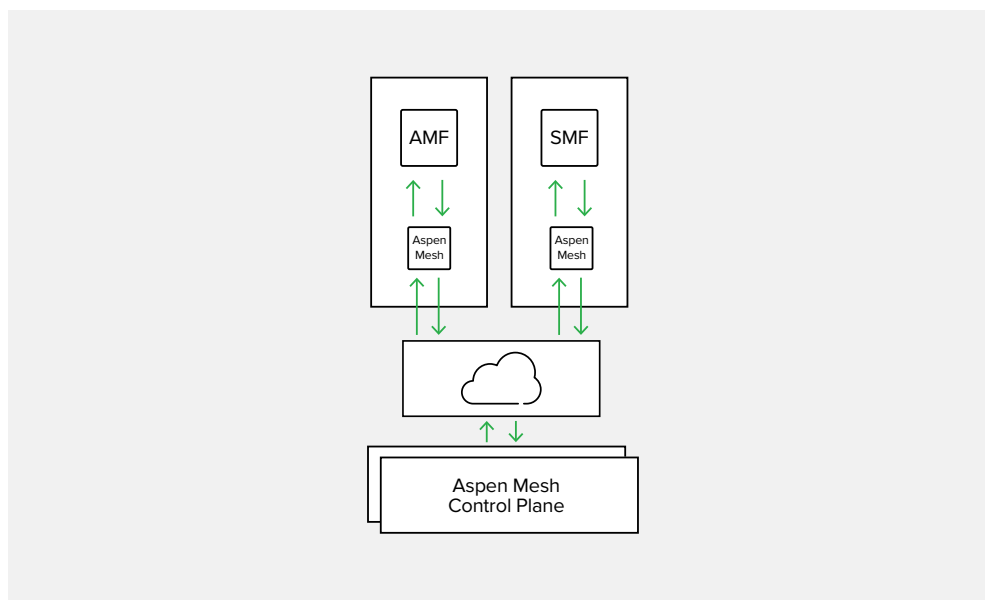 AMF
SMF
Aspen
Mesh
Aspen
Mesh
Aspen Mesh
Control Plane